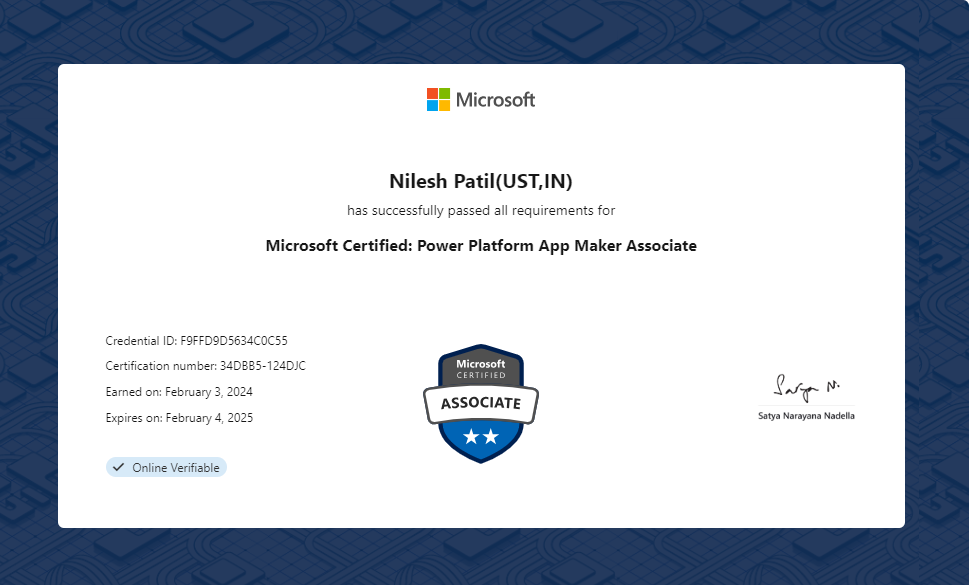 Microsoft
Nilesh Patil(UST,IN)
has successfully passed all requirements for
Microsoft Certified: Power Platform App Maker Associate
Credential ID: F9FFD9D5634C0C55
Certification number: 34DBB5-124DJC
Earned on: February 3, 2024
Expires on: February 4, 2025
Online Verifiable
Microsoft
CERTIFIED
ASSOCIATE
Satya N.
Satya Narayana Nadella